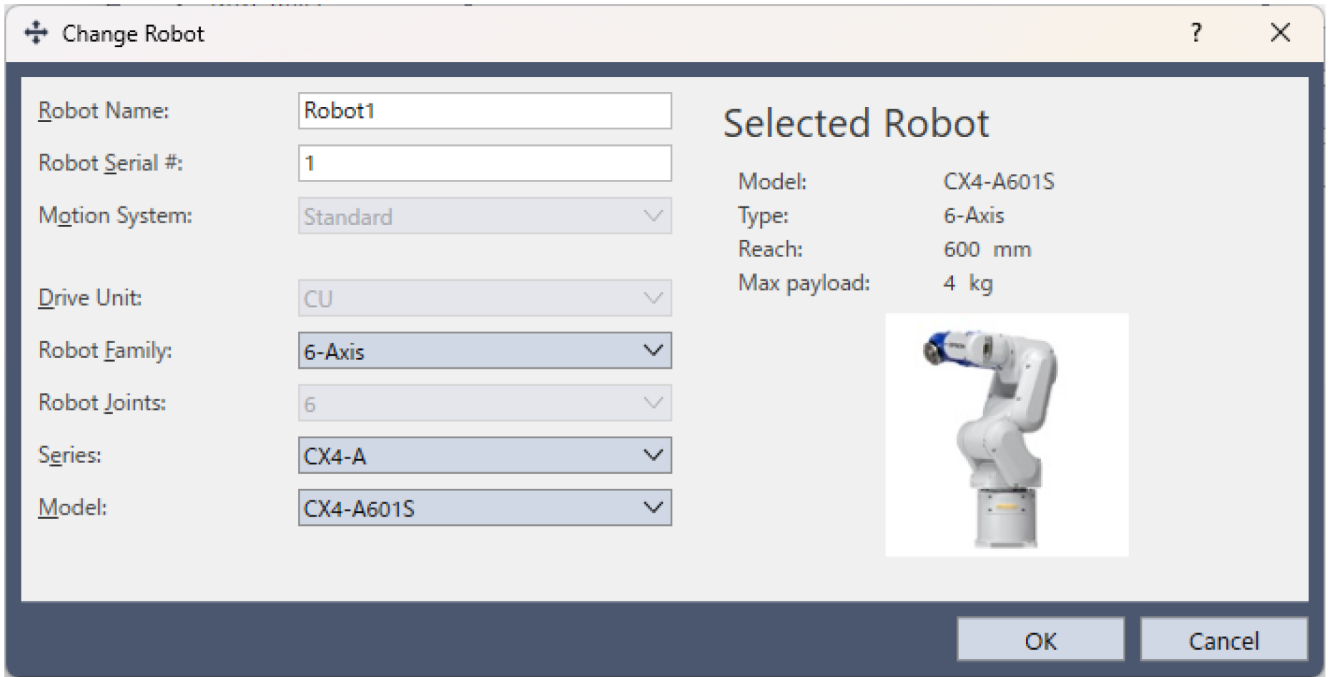 Change Robot
?
Robot Name:
Robot1
Robot Serial #:
1
Motion System:
Standard
Drive Unit:
CU
Robot Family:
6-Axis
Robot Joints:
6
Series:
CX4-A
Model:
CX4-A601S
Selected Robot
Model: CX4-A601S
Type: 6-Axis
Reach: 600 mm
Max payload: 4 kg
OK
Cancel